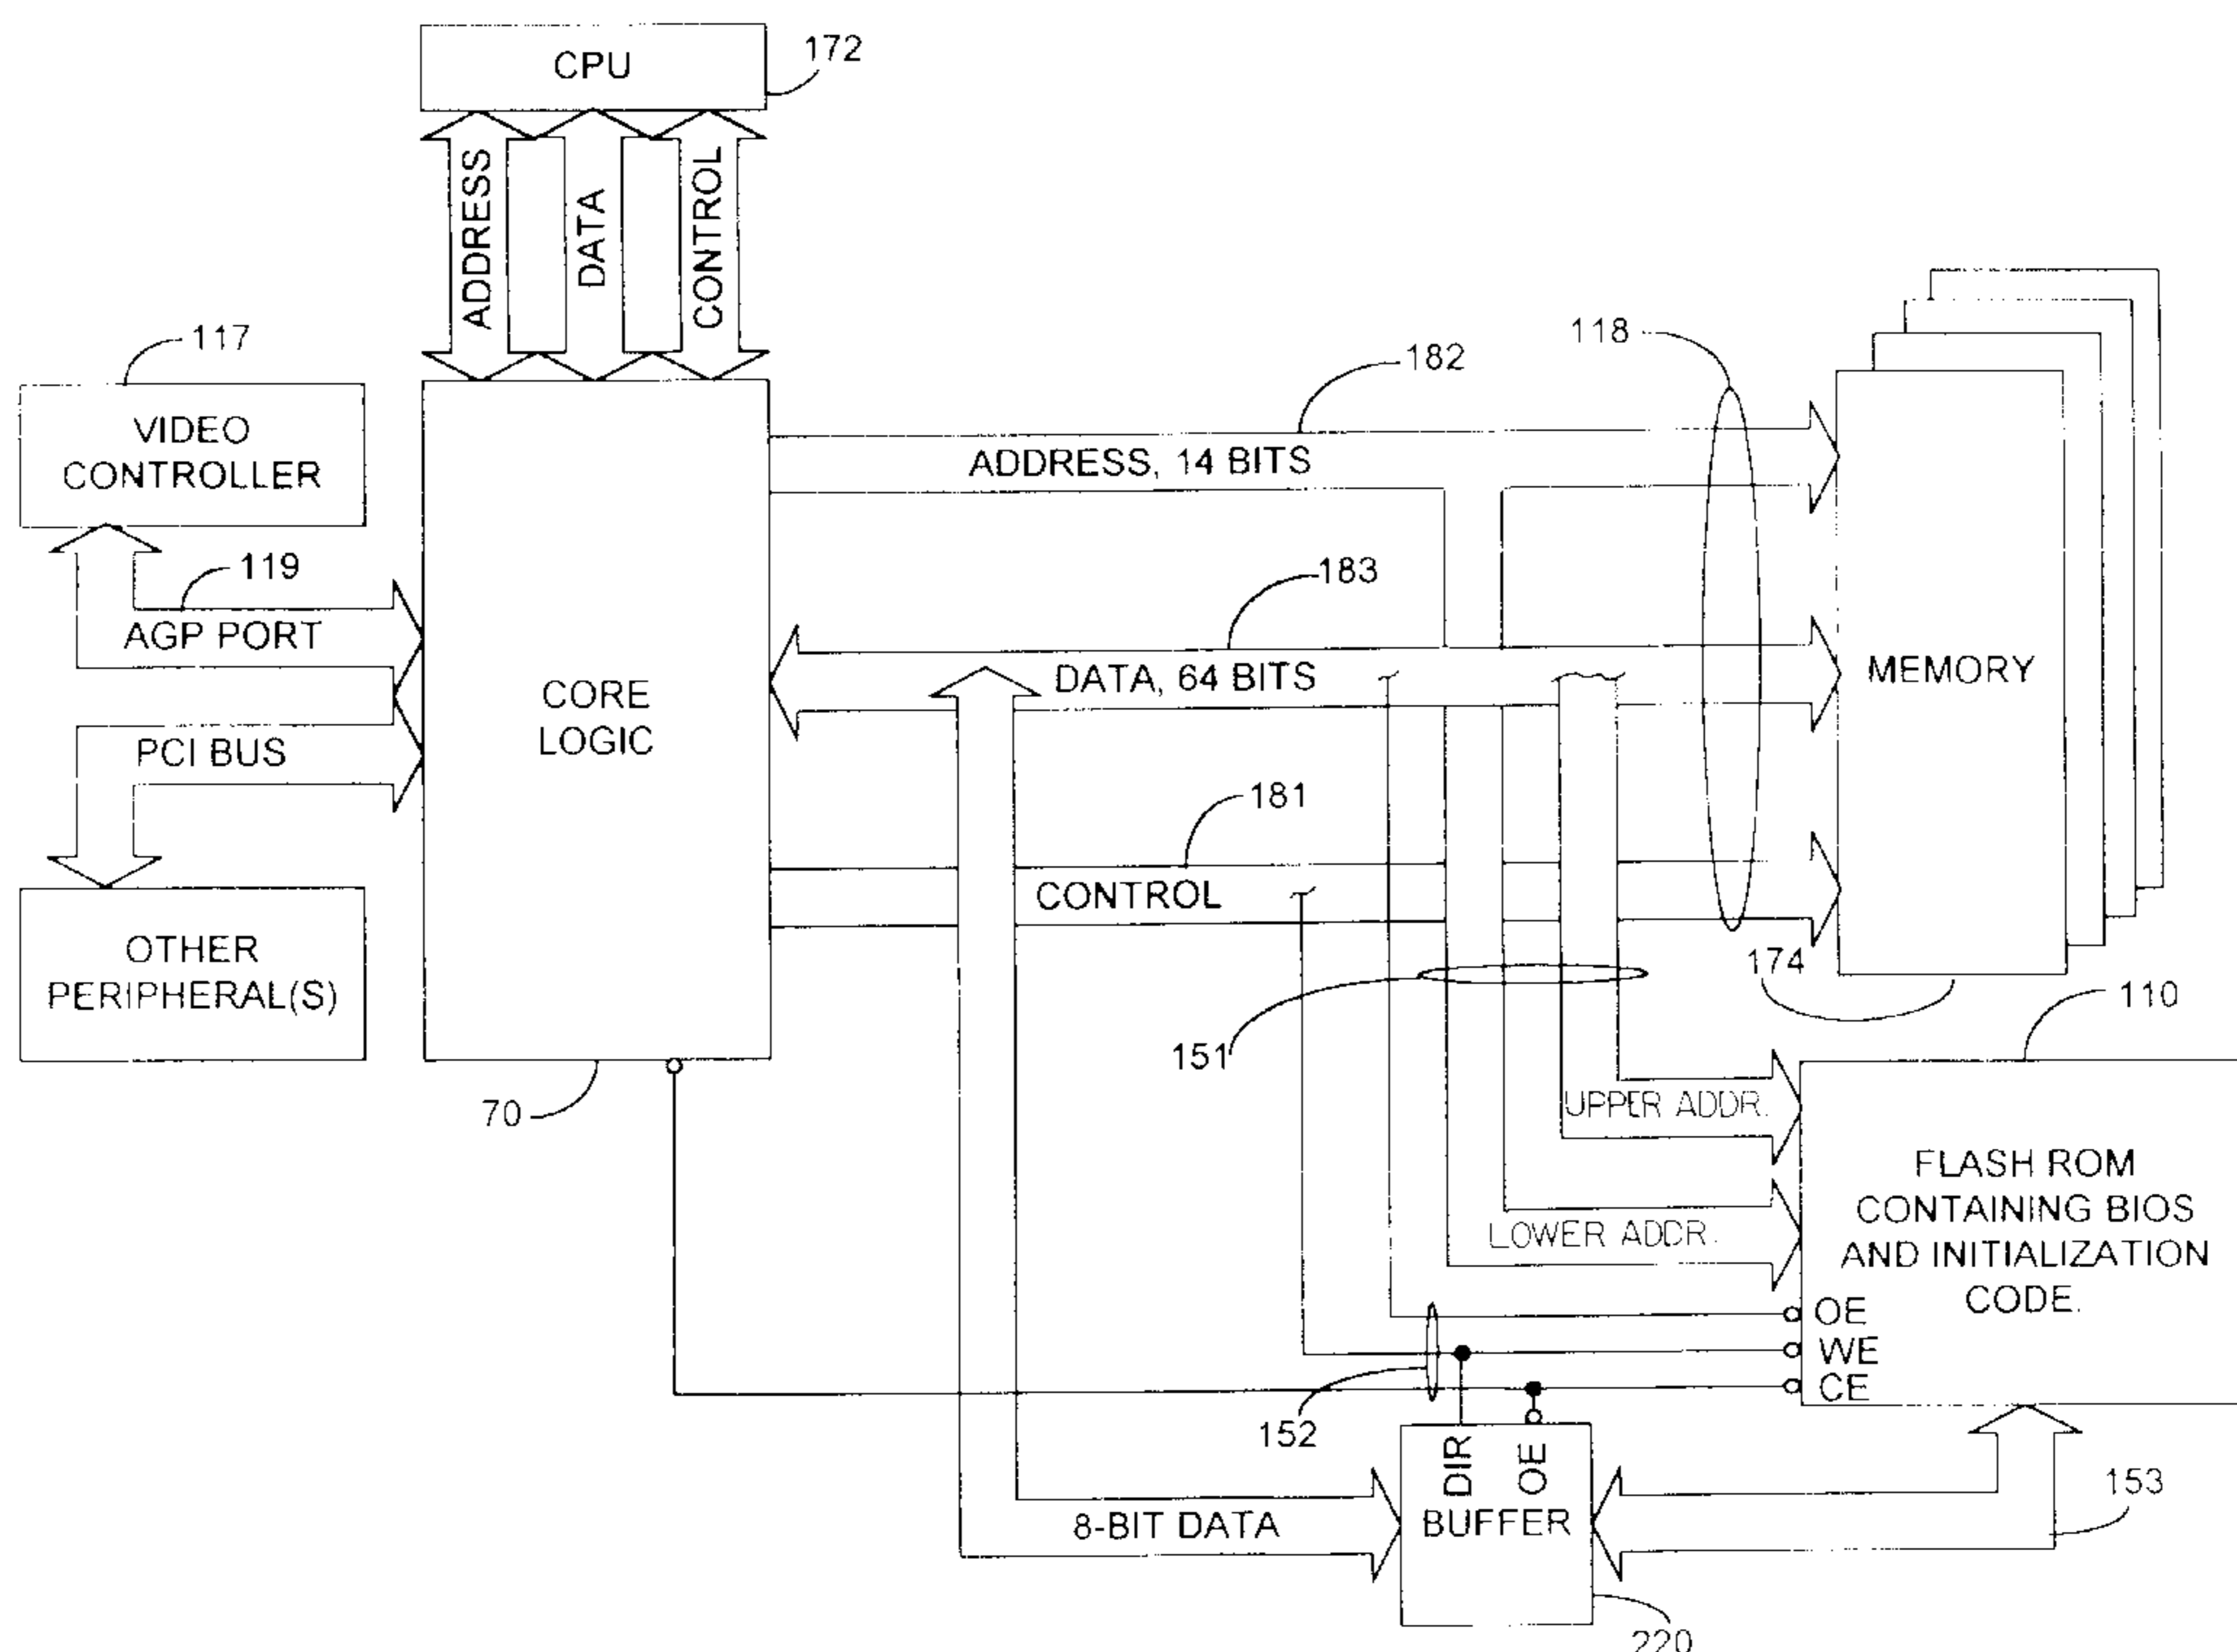 CPU
172
ADDRESS
DATA
CONTROL
117
VIDEO
CONTROLLER
119
AGP PORT
PCI BUS
OTHER
PERIPHERAL(S)
CORE
LOGIC
70
182
ADDRESS, 14 BITS
118
183
DATA, 64 BITS
MEMORY
181
CONTROL
174
151
110
UPPER ADDR.
LOWER ADDR.
FLASH ROM
CONTAINING BIOS
AND INITIALIZATION
CODE.
OE
WE
CE
152
DIR
OE
BUFFER
8-BIT DATA
153
220